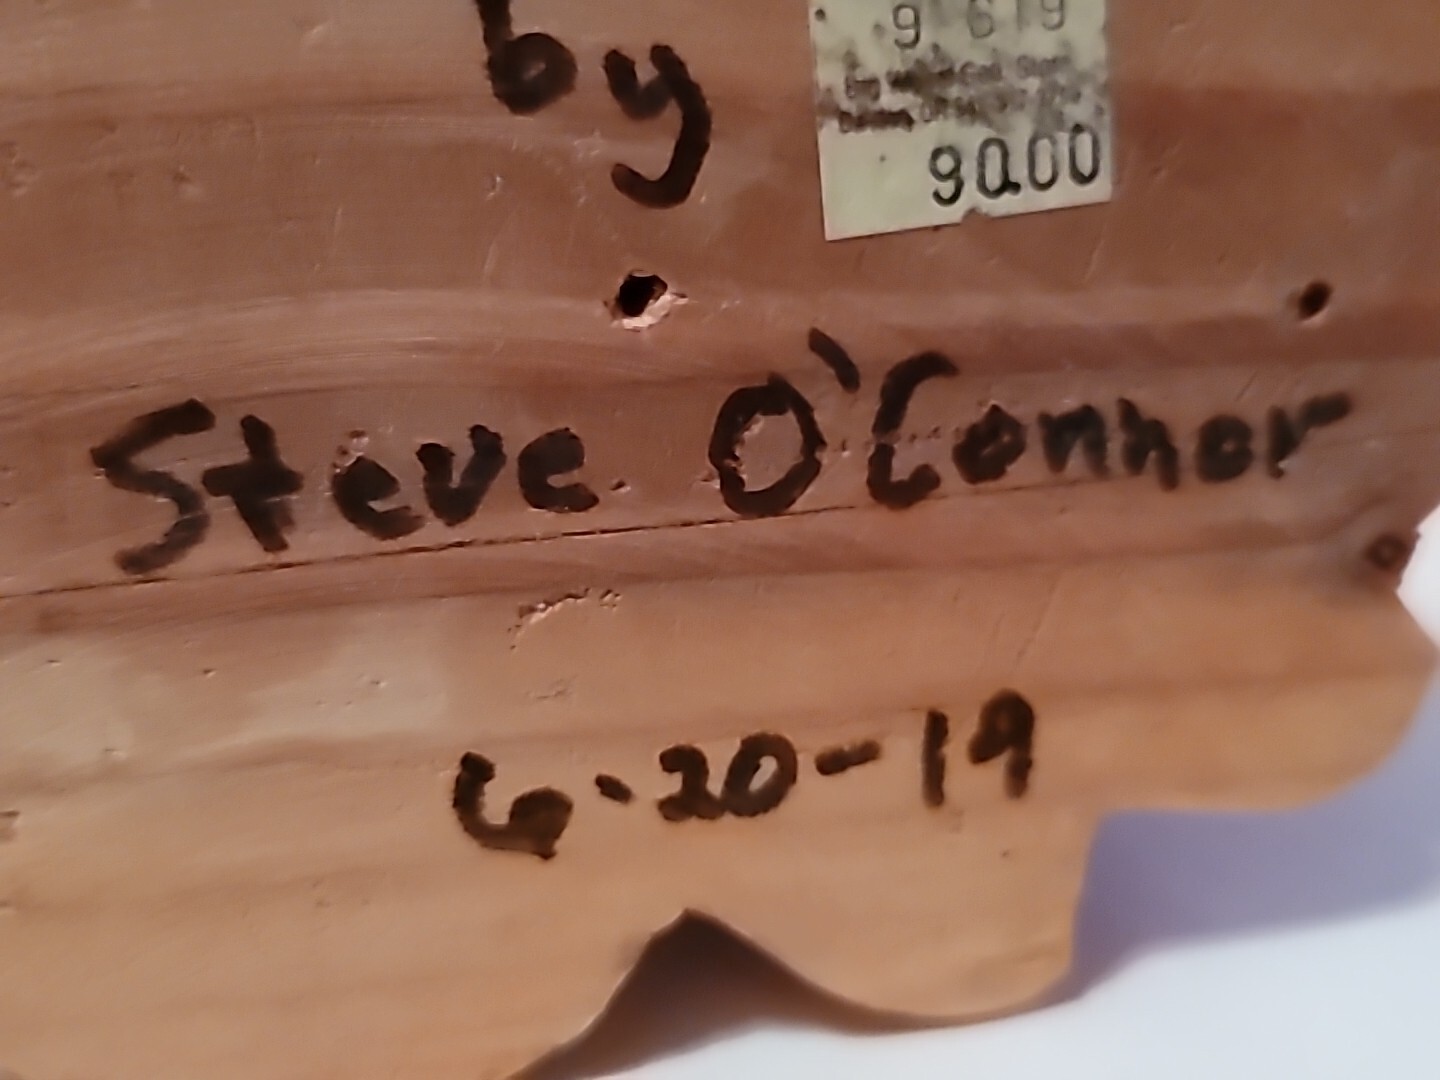 by
9 619
90.00
Steve O'Connor
6-20-19